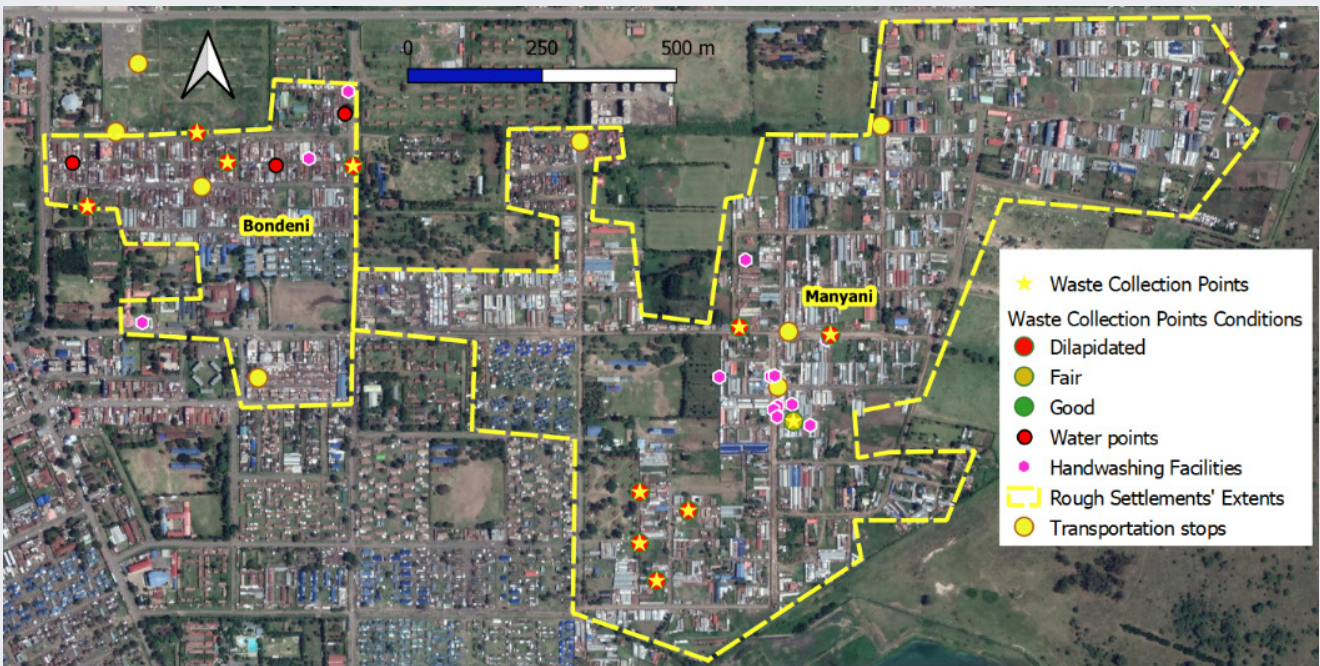 0 250 500 m
Bondeni
Manyani
Waste Collection Points
Waste Collection Points Conditions
Dilapidated
Fair
Good
Water points
Handwashing Facilities
Rough Settlements' Extents
Transportation stops